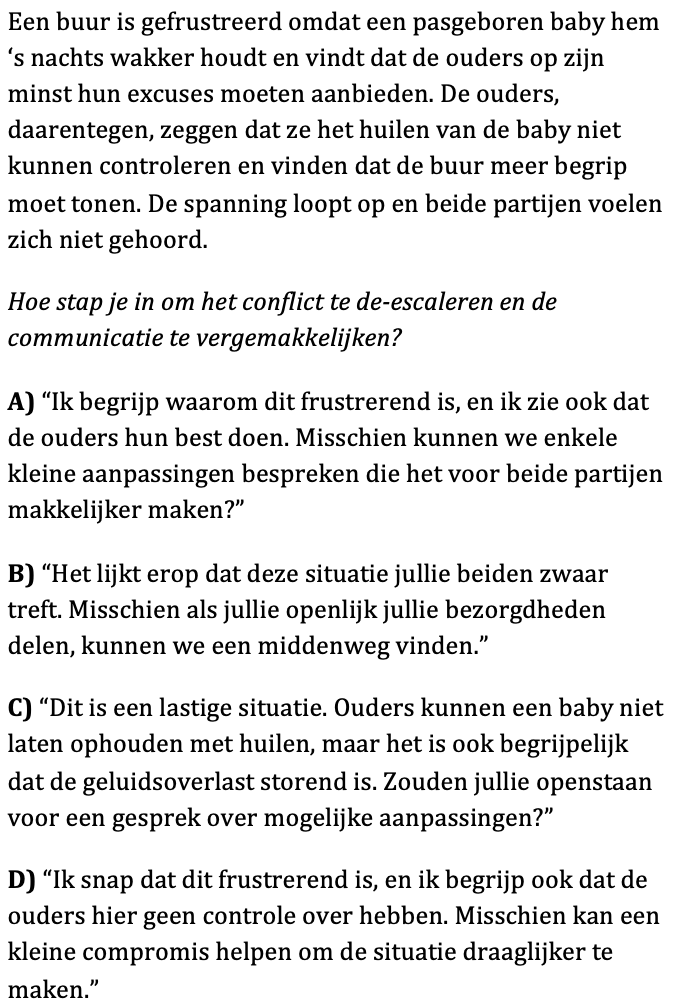 Een buur is gefrustreerd omdat een pasgeboren baby hem
‘s nachts wakker houdt en vindt dat de ouders op zijn
minst hun excuses moeten aanbieden. De ouders,
daarentegen, zeggen dat ze het huilen van de baby niet
kunnen controleren en vinden dat de buur meer begrip
moet tonen. De spanning loopt op en beide partijen voelen
zich niet gehoord.
Hoe stap je in om het conflict te de-escaleren en de
communicatie te vergemakkelijken?
A) “Ik begrijp waarom dit frustrerend is, en ik zie ook dat
de ouders hun best doen. Misschien kunnen we enkele
kleine aanpassingen bespreken die het voor beide partijen
makkelijker maken?”
B) “Het lijkt erop dat deze situatie jullie beiden zwaar
treft. Misschien als jullie openlijk jullie bezorgdheden
delen, kunnen we een middenweg vinden.”
C) “Dit is een lastige situatie. Ouders kunnen een baby niet
laten ophouden met huilen, maar het is ook begrijpelijk
dat de geluidsoverlast storend is. Zouden jullie openstaan
voor een gesprek over mogelijke aanpassingen?”
D) “Ik snap dat dit frustrerend is, en ik begrijp ook dat de
ouders hier geen controle over hebben. Misschien kan een
kleine compromis helpen om de situatie draaglijker te
maken.”